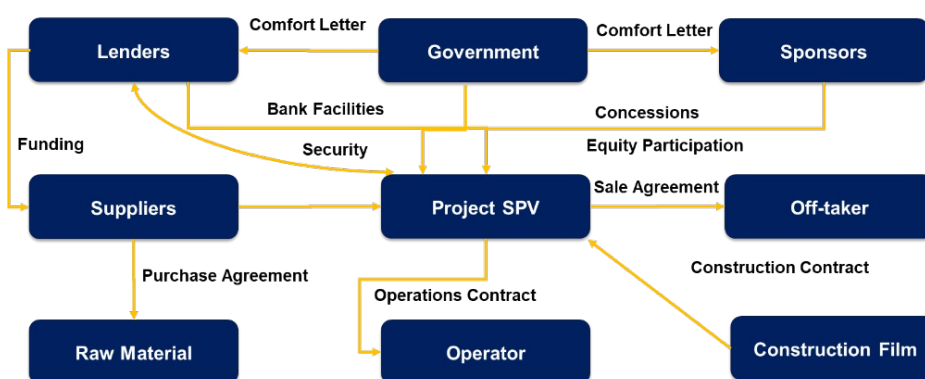 Comfort Letter
Comfort Letter
Lenders
Government
Sponsors
Bank Facilities
Concessions
Funding
Security
Equity Participation
Sale Agreement
Suppliers
Project SPV
Off-taker
Purchase Agreement
Construction Contract
Operations Contract
Raw Material
Operator
Construction Film